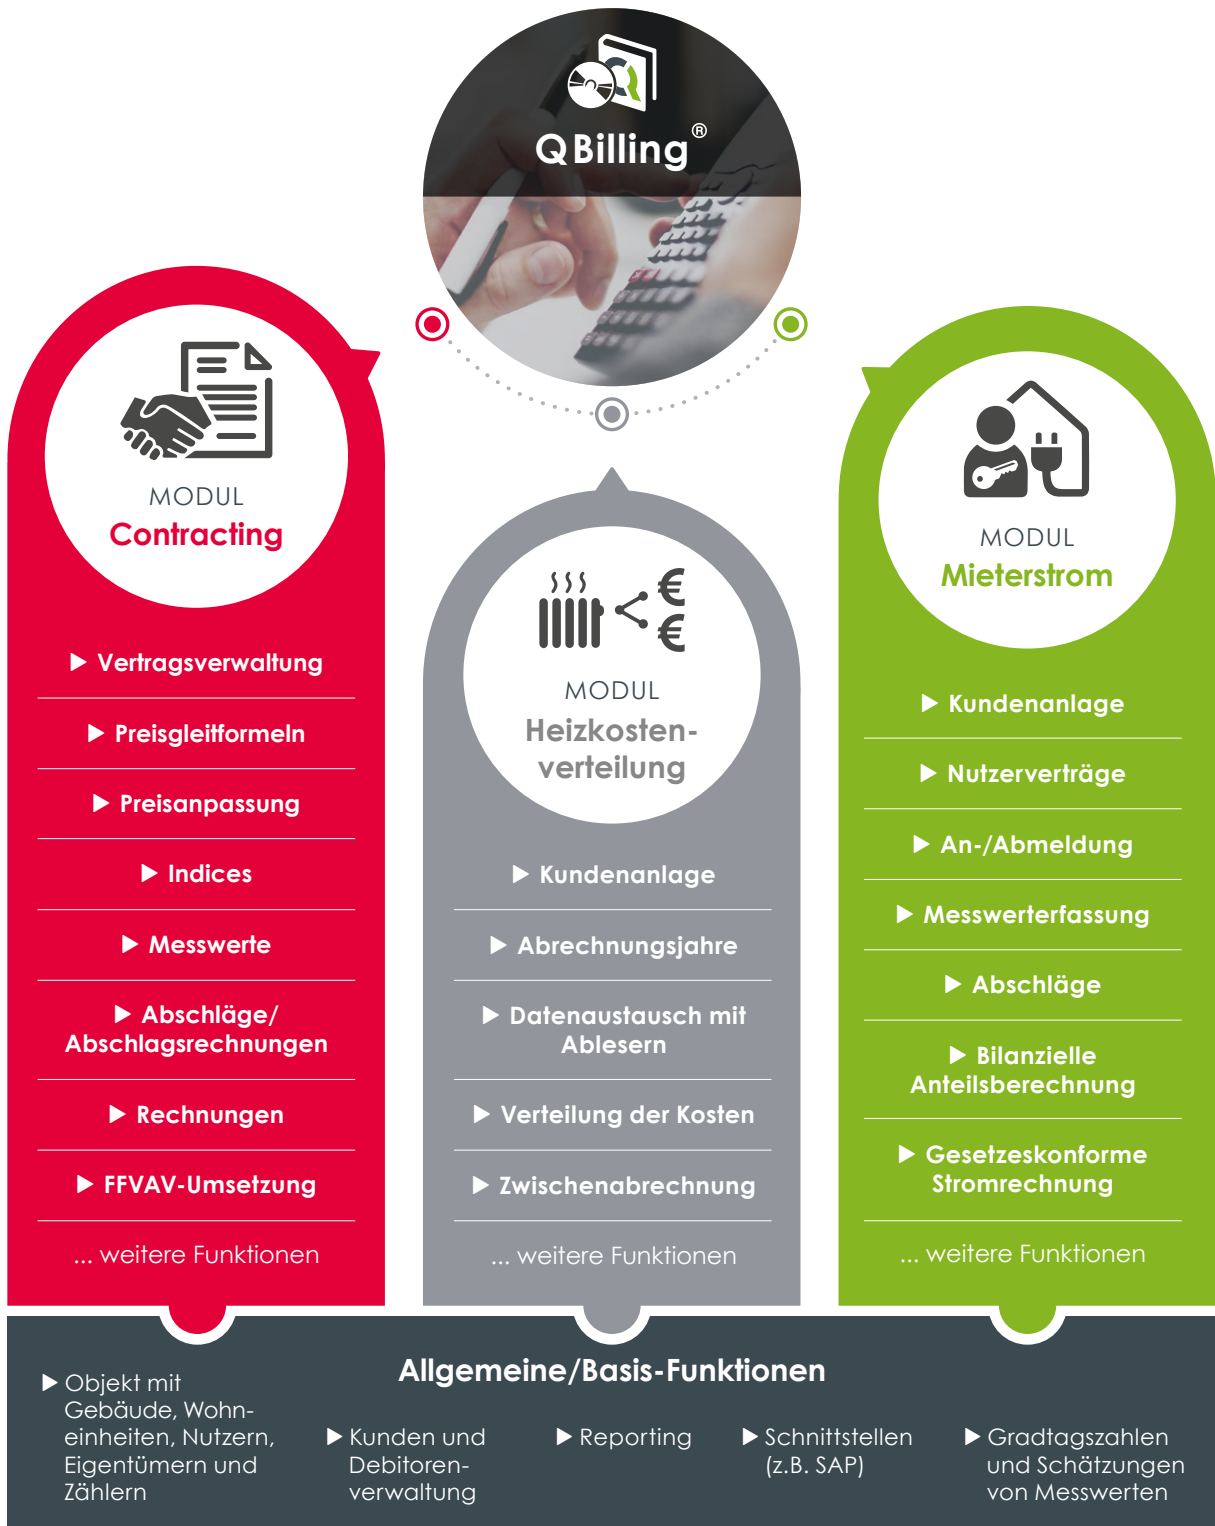 QBilling®
MODUL
Contracting
▶ Vertragsverwaltung
▶ Preisgleitformeln
▶ Preisanpassung
▶ Indices
▶ Messwerte
▶ Abschläge/
Abschlagsrechnungen
▶ Rechnungen
▶ FFVAV-Umsetzung
... weitere Funktionen
MODUL
Heizkosten-
verteilung
▶ Kundenanlage
▶ Abrechnungsjahre
▶ Datenaustausch mit
Ablesern
▶ Verteilung der Kosten
▶ Zwischenabrechnung
... weitere Funktionen
MODUL
Mieterstrom
▶ Kundenanlage
▶ Nutzerverträge
▶ An-/Abmeldung
▶ Messwerterfassung
▶ Abschläge
▶ Bilanzielle
Anteilsberechnung
▶ Gesetzeskonforme
Stromrechnung
... weitere Funktionen
Allgemeine/Basis-Funktionen
▶ Objekt mit
Gebäude, Wohn-
einheiten, Nutzern,
Eigentümern und
Zählern
▶ Kunden und
Debitoren-
verwaltung
▶ Reporting
▶ Schnittstellen
(z.B. SAP)
▶ Gradtagszahlen
und Schätzungen
von Messwerten